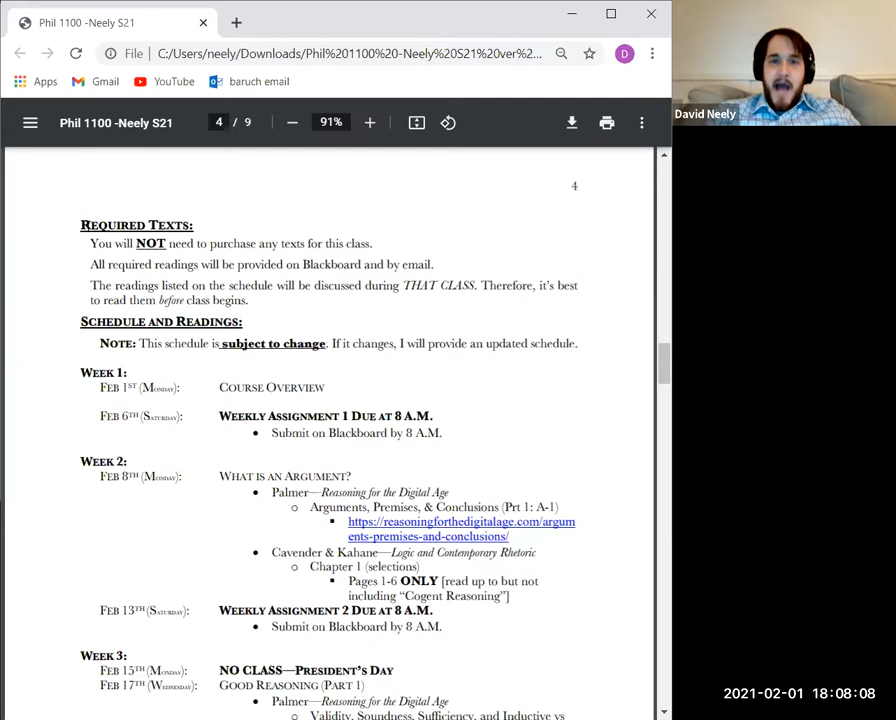 Phil 1100 -Neely S21
File
C:/Users/neely/Downloads/Phil%201100%20-Neely%20S21%20ver%2...
D
Apps
Gmail
YouTube
baruch email
Phil 1100 -Neely S21
4 / 9
91%
David Neely
4
REQUIRED TEXTS:
You will NOT need to purchase any texts for this class.
All required readings will be provided on Blackboard and by email.
The readings listed on the schedule will be discussed during THAT CLASS. Therefore, it's best
to read them before class begins.
SCHEDULE AND READINGS:
NOTE: This schedule is subject to change. If it changes, I will provide an updated schedule.
WEEK 1:
FEB 1ST (MONDAY): COURSE OVERVIEW
FEB 6TH (SATURDAY): WEEKLY ASSIGNMENT 1 DUE AT 8 A.M.
• Submit on Blackboard by 8 A.M.
WEEK 2:
FEB 8TH (MONDAY): WHAT IS AN ARGUMENT?
• Palmer—Reasoning for the Digital Age
o Arguments, Premises, & Conclusions (Prt 1: A-1)
▪ https://reasoningforthedigitalage.com/argum
ents-premises-and-conclusions/
• Cavender & Kahane—Logic and Contemporary Rhetoric
o Chapter 1 (selections)
▪ Pages 1-6 ONLY [read up to but not
including “Cogent Reasoning”]
FEB 13TH (SATURDAY): WEEKLY ASSIGNMENT 2 DUE AT 8 A.M.
• Submit on Blackboard by 8 A.M.
WEEK 3:
FEB 15TH (MONDAY): NO CLASS—PRESIDENT'S DAY
FEB 17TH (WEDNESDAY): GOOD REASONING (PART 1)
• Palmer—Reasoning for the Digital Age
o Validity, Soundness, Sufficiency, and Inductive vs
2021-02-01 18:08:08